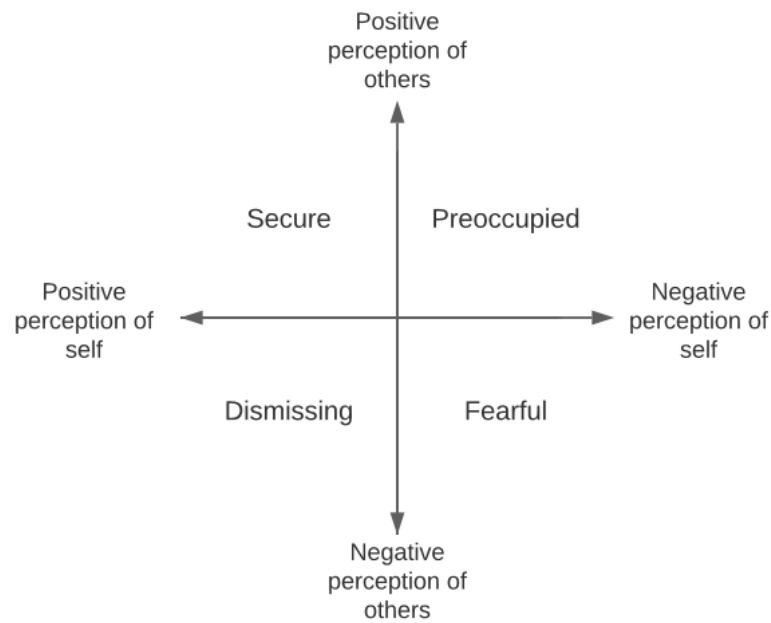 Positive
perception of
others
Secure
Preoccupied
Positive
perception of
self
Negative
perception of
self
Dismissing
Fearful
Negative
perception of
others